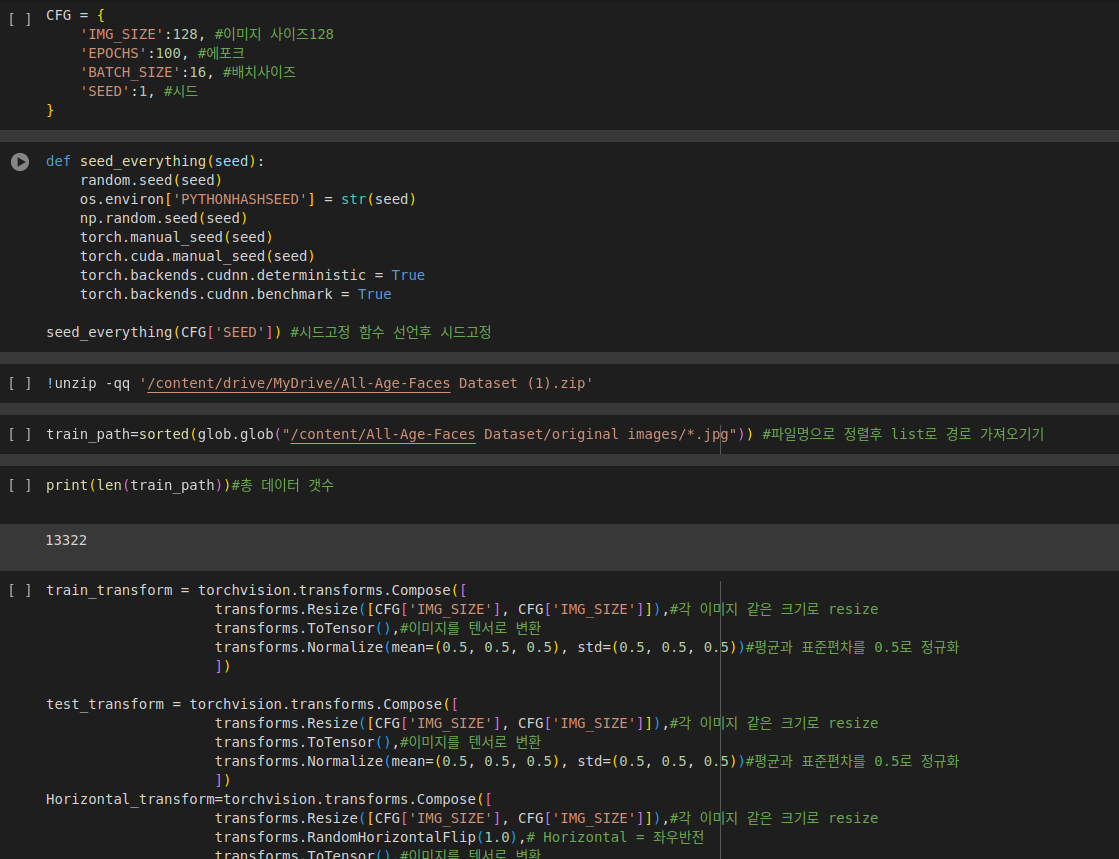 [ ] CFG = {
'IMG_SIZE':128, #이미지 사이즈128
'EPOCHS':100, #에포크
'BATCH_SIZE':16, #배치사이즈
'SEED':1, #시드
}
def seed_everything(seed):
random.seed(seed)
os.environ['PYTHONHASHSEED'] = str(seed)
np.random.seed(seed)
torch.manual_seed(seed)
torch.cuda.manual_seed(seed)
torch.backends.cudnn.deterministic = True
torch.backends.cudnn.benchmark = True
seed_everything(CFG['SEED']) #시드고정 함수 선언후 시드고정
[ ] !unzip -qq '/content/drive/MyDrive/All-Age-Faces Dataset (1).zip'
[ ] train_path=sorted(glob.glob("/content/All-Age-Faces Dataset/original images/*.jpg")) #파일명으로 정렬후 list로 경로 가져오기기
[ ] print(len(train_path))#총 데이터 갯수
13322
[ ] train_transform = torchvision.transforms.Compose([
transforms.Resize([CFG['IMG_SIZE'], CFG['IMG_SIZE']]),#각 이미지 같은 크기로 resize
transforms.ToTensor(),#이미지를 텐서로 변환
transforms.Normalize(mean=(0.5, 0.5, 0.5), std=(0.5, 0.5, 0.5))#평균과 표준편차를 0.5로 정규화
])
test_transform = torchvision.transforms.Compose([
transforms.Resize([CFG['IMG_SIZE'], CFG['IMG_SIZE']]),#각 이미지 같은 크기로 resize
transforms.ToTensor(),#이미지를 텐서로 변환
transforms.Normalize(mean=(0.5, 0.5, 0.5), std=(0.5, 0.5, 0.5))#평균과 표준편차를 0.5로 정규화
])
Horizontal_transform=torchvision.transforms.Compose([
transforms.Resize([CFG['IMG_SIZE'], CFG['IMG_SIZE']]),#각 이미지 같은 크기로 resize
transforms.RandomHorizontalFlip(1.0),# Horizontal = 좌우반전
transforms.ToTensor(),#이미지를 텐서로 변환